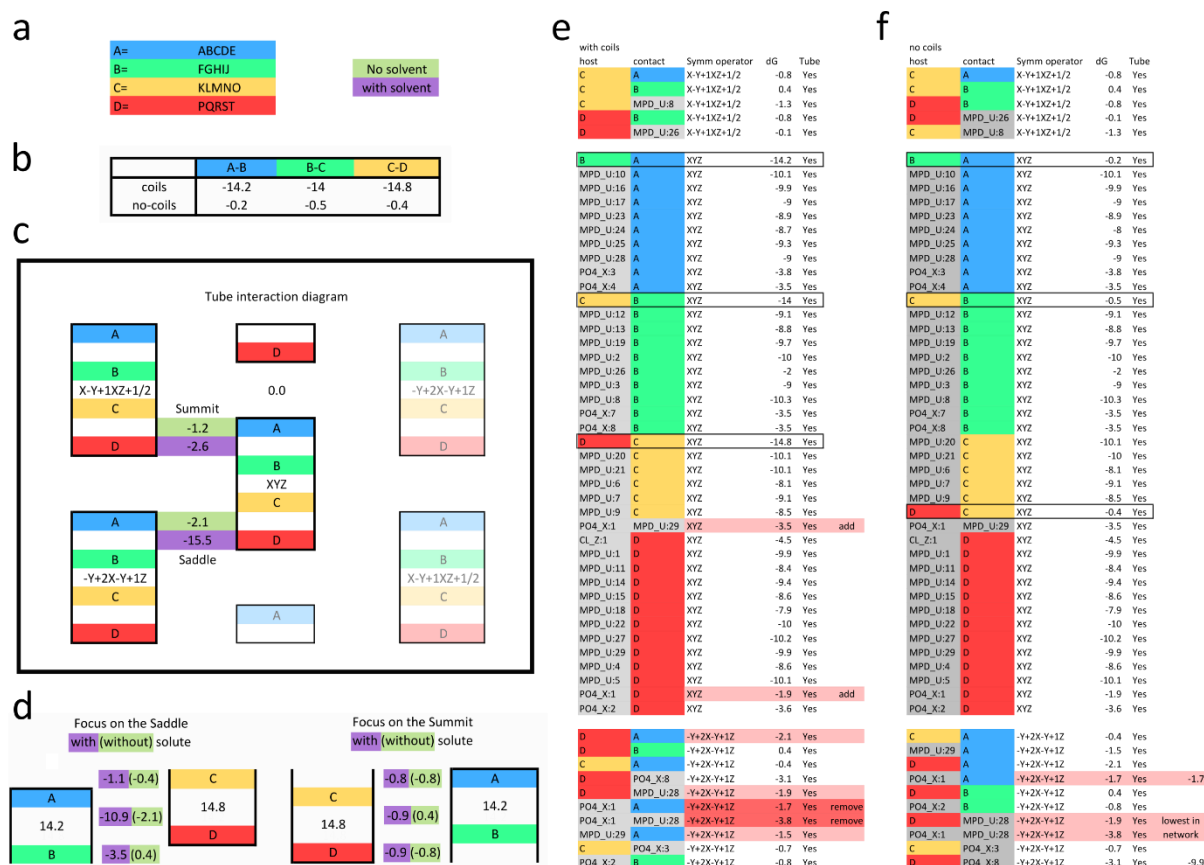 a
A= ABCDE
B= FGHIJ
C= KLMNO
D= PQRST
No solvent
with solvent
b
A-B B-C C-D
coils -14.2 -14 -14.8
no-coils -0.2 -0.5 -0.4
c
Tube interaction diagram
A
B
X-Y+1XZ+1/2
C
D
Summit
-1.2
-2.6
A
B
-Y+2X-Y+1Z
C
D
-2.1
-15.5
Saddle
D
0.0
A
B
XYZ
C
D
A
A
B
-Y+2X-Y+1Z
C
D
A
B
X-Y+1XZ+1/2
C
D
d
Focus on the Saddle
with (without) solute
A
14.2
B
-1.1 (-0.4)
-10.9 (-2.1)
-3.5 (0.4)
C
14.8
D
Focus on the Summit
with (without) solute
C
14.8
D
-0.8 (-0.8)
-0.9 (0.4)
-0.9 (-0.8)
A
14.2
B
e
with coils
host contact Symm operator dG Tube
C A X-Y+1XZ+1/2 -0.8 Yes
C B X-Y+1XZ+1/2 0.4 Yes
C MPD_U:8 X-Y+1XZ+1/2 -1.3 Yes
D B X-Y+1XZ+1/2 -0.8 Yes
D MPD_U:26 X-Y+1XZ+1/2 -0.1 Yes
B A XYZ -14.2 Yes
MPD_U:10 A XYZ -10.1 Yes
MPD_U:16 A XYZ -9.9 Yes
MPD_U:17 A XYZ -9 Yes
MPD_U:23 A XYZ -8.9 Yes
MPD_U:24 A XYZ -8.7 Yes
MPD_U:25 A XYZ -9.3 Yes
MPD_U:28 A XYZ -9 Yes
PO4_X:3 A XYZ -3.8 Yes
PO4_X:4 A XYZ -3.5 Yes
C B XYZ -14 Yes
MPD_U:12 B XYZ -9.1 Yes
MPD_U:13 B XYZ -8.8 Yes
MPD_U:19 B XYZ -9.7 Yes
MPD_U:2 B XYZ -10 Yes
MPD_U:26 B XYZ -2 Yes
MPD_U:3 B XYZ -9 Yes
MPD_U:8 B XYZ -10.3 Yes
PO4_X:7 B XYZ -3.5 Yes
PO4_X:8 B XYZ -3.5 Yes
D C XYZ -14.8 Yes
MPD_U:20 C XYZ -10.1 Yes
MPD_U:21 C XYZ -10.1 Yes
MPD_U:6 C XYZ -8.1 Yes
MPD_U:7 C XYZ -9.1 Yes
MPD_U:9 C XYZ -8.5 Yes
PO4_X:1 MPD_U:29 XYZ -3.5 Yes add
CL_Z:1 D XYZ -4.5 Yes
MPD_U:1 D XYZ -9.9 Yes
MPD_U:11 D XYZ -8.4 Yes
MPD_U:14 D XYZ -9.4 Yes
MPD_U:15 D XYZ -8.6 Yes
MPD_U:18 D XYZ -7.9 Yes
MPD_U:22 D XYZ -10 Yes
MPD_U:27 D XYZ -10.2 Yes
MPD_U:29 D XYZ -9.9 Yes
MPD_U:4 D XYZ -8.6 Yes
MPD_U:5 D XYZ -10.1 Yes
PO4_X:1 D XYZ -1.9 Yes add
PO4_X:2 D XYZ -3.6 Yes
D A -Y+2X-Y+1Z -2.1 Yes
D B -Y+2X-Y+1Z 0.4 Yes
C A -Y+2X-Y+1Z -0.4 Yes
D PO4_X:8 -Y+2X-Y+1Z -3.1 Yes
D MPD_U:28 -Y+2X-Y+1Z -1.9 Yes
PO4_X:1 A -Y+2X-Y+1Z -1.7 Yes remove
PO4_X:1 MPD_U:28 -Y+2X-Y+1Z -3.8 Yes remove
MPD_U:29 A -Y+2X-Y+1Z -1.5 Yes
C PO4_X:3 -Y+2X-Y+1Z -0.7 Yes
PO4_X:2 B -Y+2X-Y+1Z -0.8 Yes
f
no coils
host contact Symm operator dG Tube
C A X-Y+1XZ+1/2 -0.8 Yes
C B X-Y+1XZ+1/2 0.4 Yes
D B X-Y+1XZ+1/2 -0.8 Yes
D MPD_U:26 X-Y+1XZ+1/2 -0.1 Yes
C MPD_U:8 X-Y+1XZ+1/2 -1.3 Yes
B A XYZ -0.2 Yes
MPD_U:10 A XYZ -10.1 Yes
MPD_U:16 A XYZ -9.9 Yes
MPD_U:17 A XYZ -9 Yes
MPD_U:23 A XYZ -8.9 Yes
MPD_U:24 A XYZ -8 Yes
MPD_U:25 A XYZ -9.3 Yes
MPD_U:28 A XYZ -9 Yes
PO4_X:3 A XYZ -3.8 Yes
PO4_X:4 A XYZ -3.5 Yes
C B XYZ -0.5 Yes
MPD_U:12 B XYZ -9.1 Yes
MPD_U:13 B XYZ -8.8 Yes
MPD_U:19 B XYZ -9.7 Yes
MPD_U:2 B XYZ -10 Yes
MPD_U:26 B XYZ -2 Yes
MPD_U:3 B XYZ -9 Yes
MPD_U:8 B XYZ -10.3 Yes
PO4_X:7 B XYZ -3.5 Yes
PO4_X:8 B XYZ -3.5 Yes
MPD_U:20 C XYZ -10.1 Yes
MPD_U:21 C XYZ -10 Yes
MPD_U:6 C XYZ -8.1 Yes
MPD_U:7 C XYZ -9.1 Yes
MPD_U:9 C XYZ -8.5 Yes
D C XYZ -0.4 Yes
PO4_X:1 MPD_U:29 XYZ -3.5 Yes
CL_Z:1 D XYZ -4.5 Yes
MPD_U:1 D XYZ -9.9 Yes
MPD_U:11 D XYZ -8.4 Yes
MPD_U:14 D XYZ -9.4 Yes
MPD_U:15 D XYZ -8.6 Yes
MPD_U:18 D XYZ -7.9 Yes
MPD_U:22 D XYZ -10 Yes
MPD_U:27 D XYZ -10.2 Yes
MPD_U:29 D XYZ -9.9 Yes
MPD_U:4 D XYZ -8.6 Yes
MPD_U:5 D XYZ -10.1 Yes
PO4_X:1 D XYZ -1.9 Yes
PO4_X:2 D XYZ -3.6 Yes
C A -Y+2X-Y+1Z -0.4 Yes
MPD_U:29 A -Y+2X-Y+1Z -1.5 Yes
D A -Y+2X-Y+1Z -2.1 Yes
PO4_X:1 A -Y+2X-Y+1Z -1.7 Yes -1.7
D B -Y+2X-Y+1Z 0.4 Yes
PO4_X:2 B -Y+2X-Y+1Z -0.8 Yes
D MPD_U:28 -Y+2X-Y+1Z -1.9 Yes lowest in
PO4_X:1 MPD_U:28 -Y+2X-Y+1Z -3.8 Yes network
C PO4_X:3 -Y+2X-Y+1Z -0.7 Yes
D PO4_X:8 -Y+2X-Y+1Z -3.1 Yes